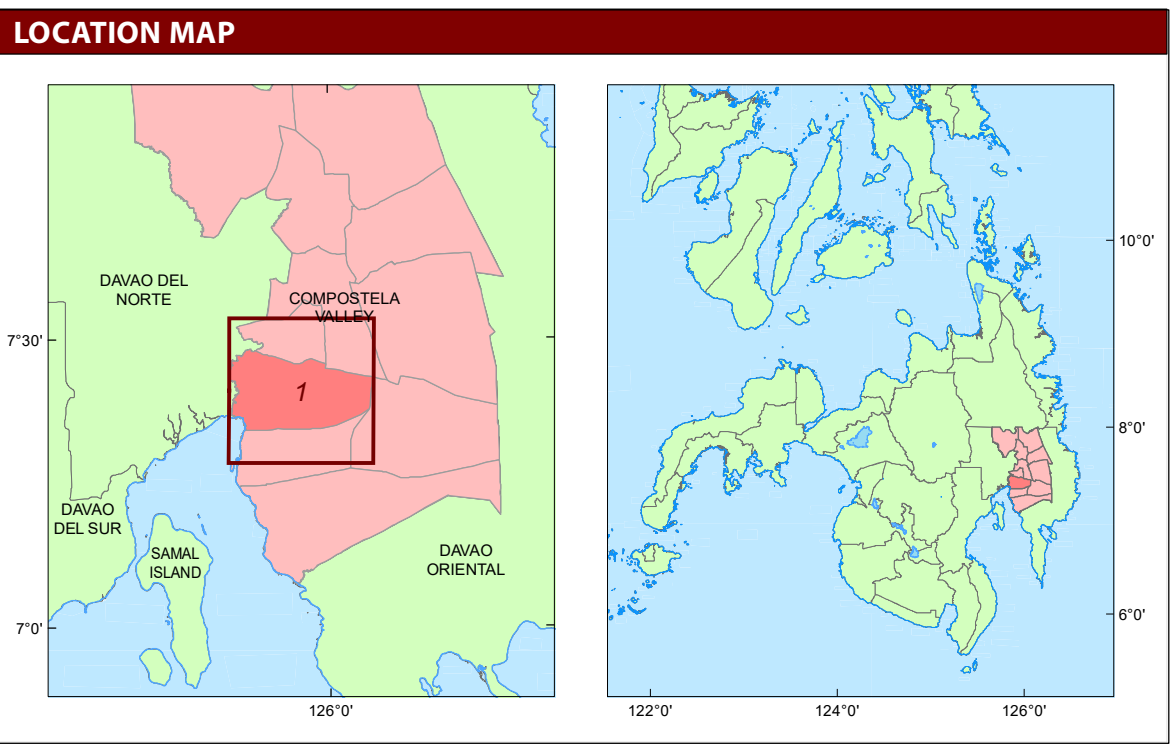 LOCATION MAP
DAVAO DEL
NORTE
COMPOSTELA
VALLEY
7°30'
1
DAVAO
DEL SUR
SAMAL
ISLAND
DAVAO
ORIENTAL
7°0'
126°0'
10°0'
8°0'
6°0'
122°0'
124°0'
126°0'